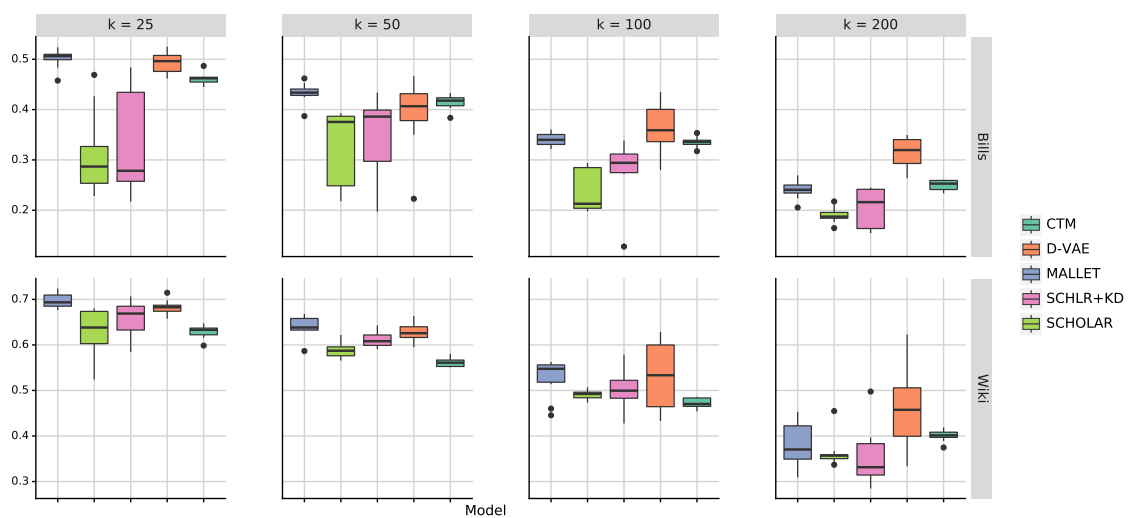 k = 25
k = 50
k = 100
k = 200
0.5
0.4
0.3
0.2
Bills
0.7
0.6
0.5
0.4
0.3
Wiki
Model
CTM
D-VAE
MALLET
SCHLR+KD
SCHOLAR